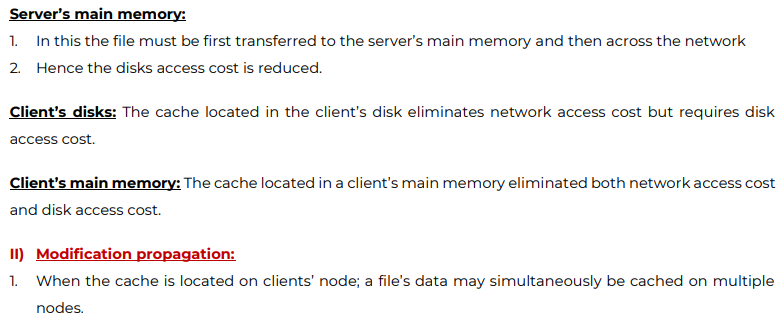 Server’s main memory:
1. In this the file must be first transferred to the server’s main memory and then across the network
2. Hence the disks access cost is reduced.
Client’s disks: The cache located in the client’s disk eliminates network access cost but requires disk
access cost.
Client’s main memory: The cache located in a client’s main memory eliminated both network access cost
and disk access cost.
II) Modification propagation:
1. When the cache is located on clients’ node; a file’s data may simultaneously be cached on multiple
nodes.